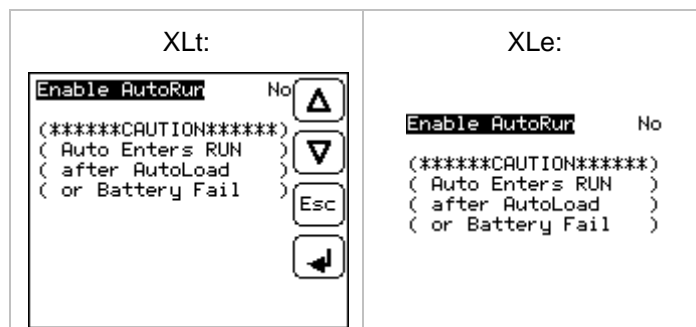 XLt:
Enable AutoRun No
(******CAUTION******)
( Auto Enters RUN )
( after AutoLoad )
( or Battery Fail )
Esc
XLe:
Enable AutoRun No
(******CAUTION******)
( Auto Enters RUN )
( after AutoLoad )
( or Battery Fail )